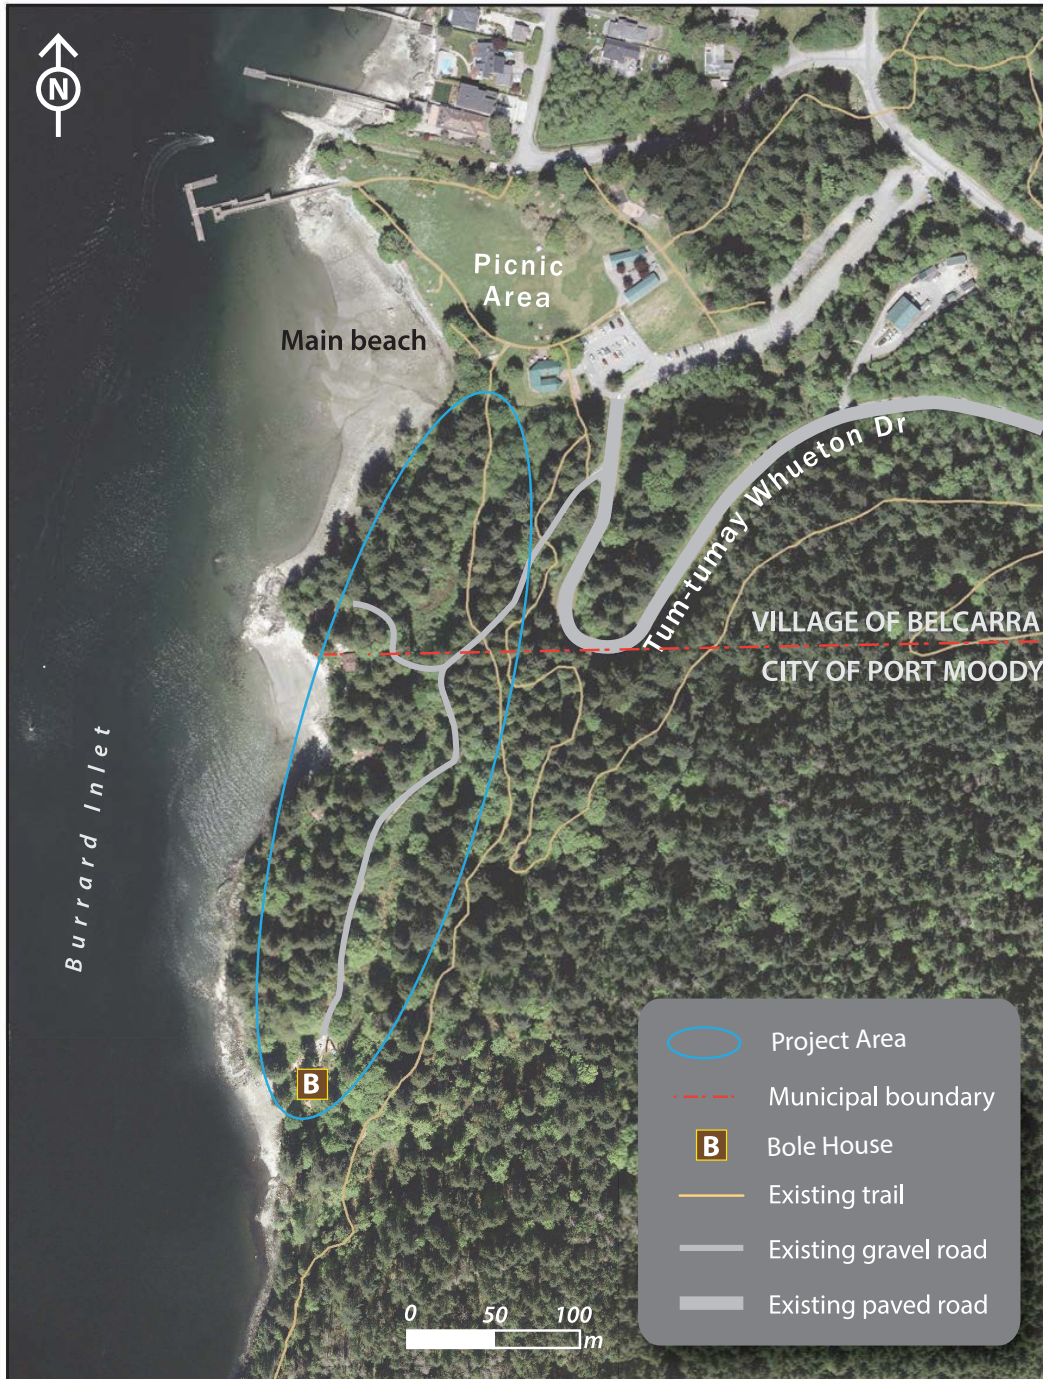 N
Picnic
Area
Main beach
Tum-tumay Whueton Dr
VILLAGE OF BELCARRA
CITY OF PORT MOODY
Burrard Inlet
B
Project Area
Municipal boundary
B
Bole House
Existing trail
Existing gravel road
Existing paved road
0 50 100
m